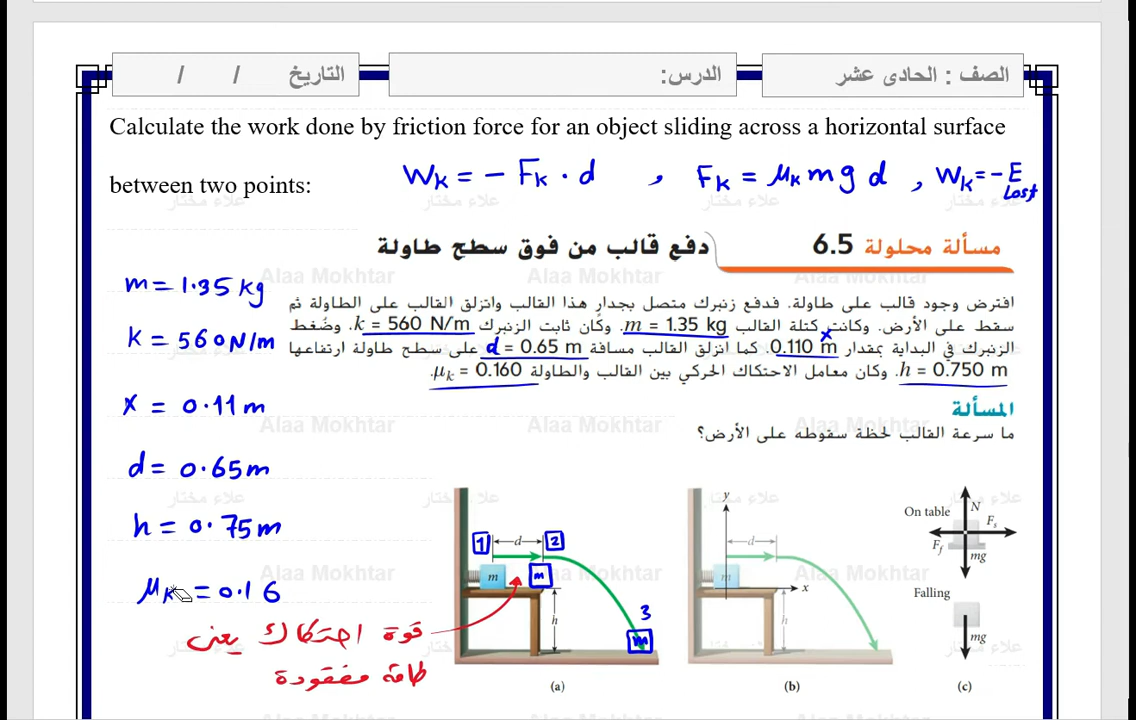 الصف : الحادى عشر
الدرس:
التاريخ / /
Calculate the work done by friction force for an object sliding across a horizontal surface
between two points:
Wk = - Fk . d , Fk = μk m g d , Wk = - E Lost
مسألة محلولة 6.5 دفع قالب من فوق سطح طاولة
افترض وجود قالب على طاولة. فدفع زنبرك متصل بجدار هذا القالب وانزلق القالب على الطاولة ثم
سقط على الأرض. وكانت كتلة القالب m = 1.35 kg. وكان ثابت الزنبرك k = 560 N/m. وضُغط
x
الزنبرك في البداية بمقدار 0.110 m. كما انزلق القالب مسافة d = 0.65 m على سطح طاولة ارتفاعها
h = 0.750 m. وكان معامل الاحتكاك الحركي بين القالب والطاولة μk = 0.160.
المسألة
ما سرعة القالب لحظة سقوطه على الأرض؟
m = 1.35 kg
K = 560 N/m
x = 0.11 m
d = 0.65 m
h = 0.75 m
μK = 0.16
قوة احتكاك يعنى
طاقة مفقودة
1 d 2
m m
h
3
m
(a)
y
d
m
x
h
(b)
On table
N
Fs
Ff
mg
Falling
mg
(c)
علاء مختار
Alaa Mokhtar